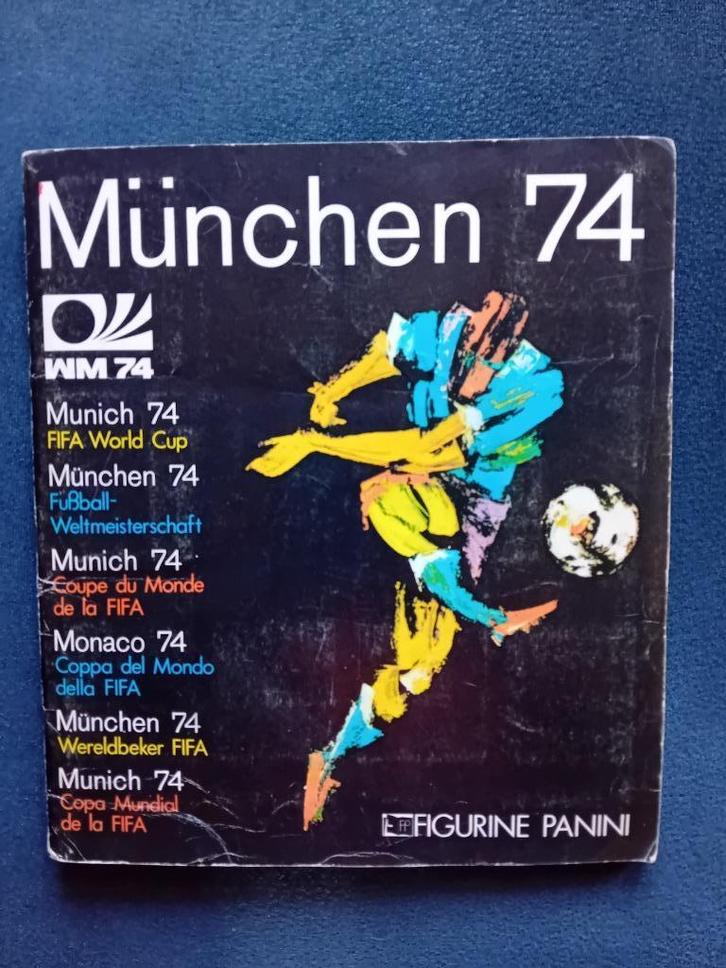 München 74
WM 74
Munich 74
FIFA World Cup
München 74
Fußball-
Weltmeisterschaft
Munich 74
Coupe du Monde
de la FIFA
Monaco 74
Coppa del Mondo
della FIFA
München 74
Wereldbeker FIFA
Munich 74
Copa Mundial
de la FIFA
FIGURINE PANINI